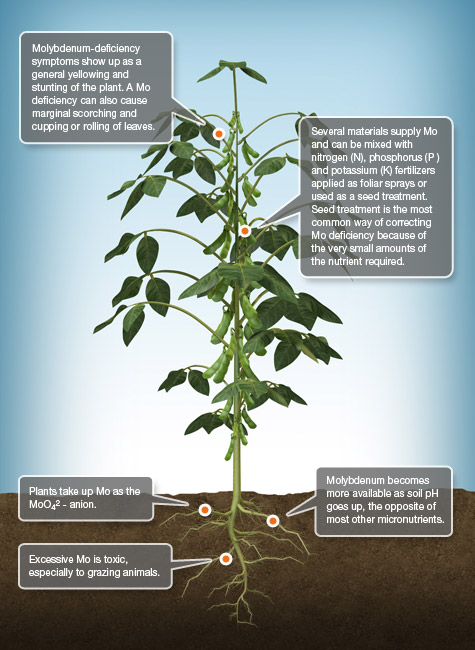 Molybdenum-deficiency
symptoms show up as a
general yellowing and
stunting of the plant. A Mo
deficiency can also cause
marginal scorching and
cupping or rolling of leaves.
Several materials supply Mo
and can be mixed with
nitrogen (N), phosphorus (P )
and potassium (K) fertilizers
applied as foliar sprays or
used as a seed treatment.
Seed treatment is the most
common way of correcting
Mo deficiency because of
the very small amounts of
the nutrient required.
Plants take up Mo as the
MoO₄² - anion.
Molybdenum becomes
more available as soil pH
goes up, the opposite of
most other micronutrients.
Excessive Mo is toxic,
especially to grazing animals.